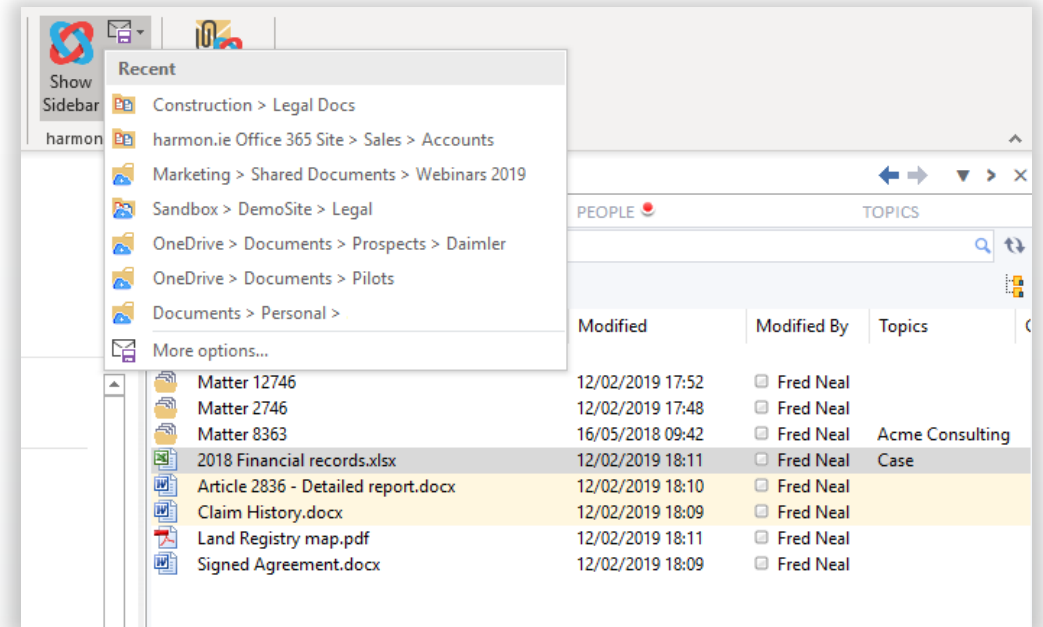 Show
Sidebar
harmon
Recent
Construction > Legal Docs
harmon.ie Office 365 Site > Sales > Accounts
Marketing > Shared Documents > Webinars 2019
Sandbox > DemoSite > Legal
OneDrive > Documents > Prospects > Daimler
OneDrive > Documents > Pilots
Documents > Personal >
More options...
PEOPLE TOPICS
Modified Modified By Topics
Matter 12746 12/02/2019 17:52 Fred Neal
Matter 2746 12/02/2019 17:48 Fred Neal
Matter 8363 16/05/2018 09:42 Fred Neal Acme Consulting
2018 Financial records.xlsx 12/02/2019 18:11 Fred Neal Case
Article 2836 - Detailed report.docx 12/02/2019 18:10 Fred Neal
Claim History.docx 12/02/2019 18:09 Fred Neal
Land Registry map.pdf 12/02/2019 18:11 Fred Neal
Signed Agreement.docx 12/02/2019 18:09 Fred Neal